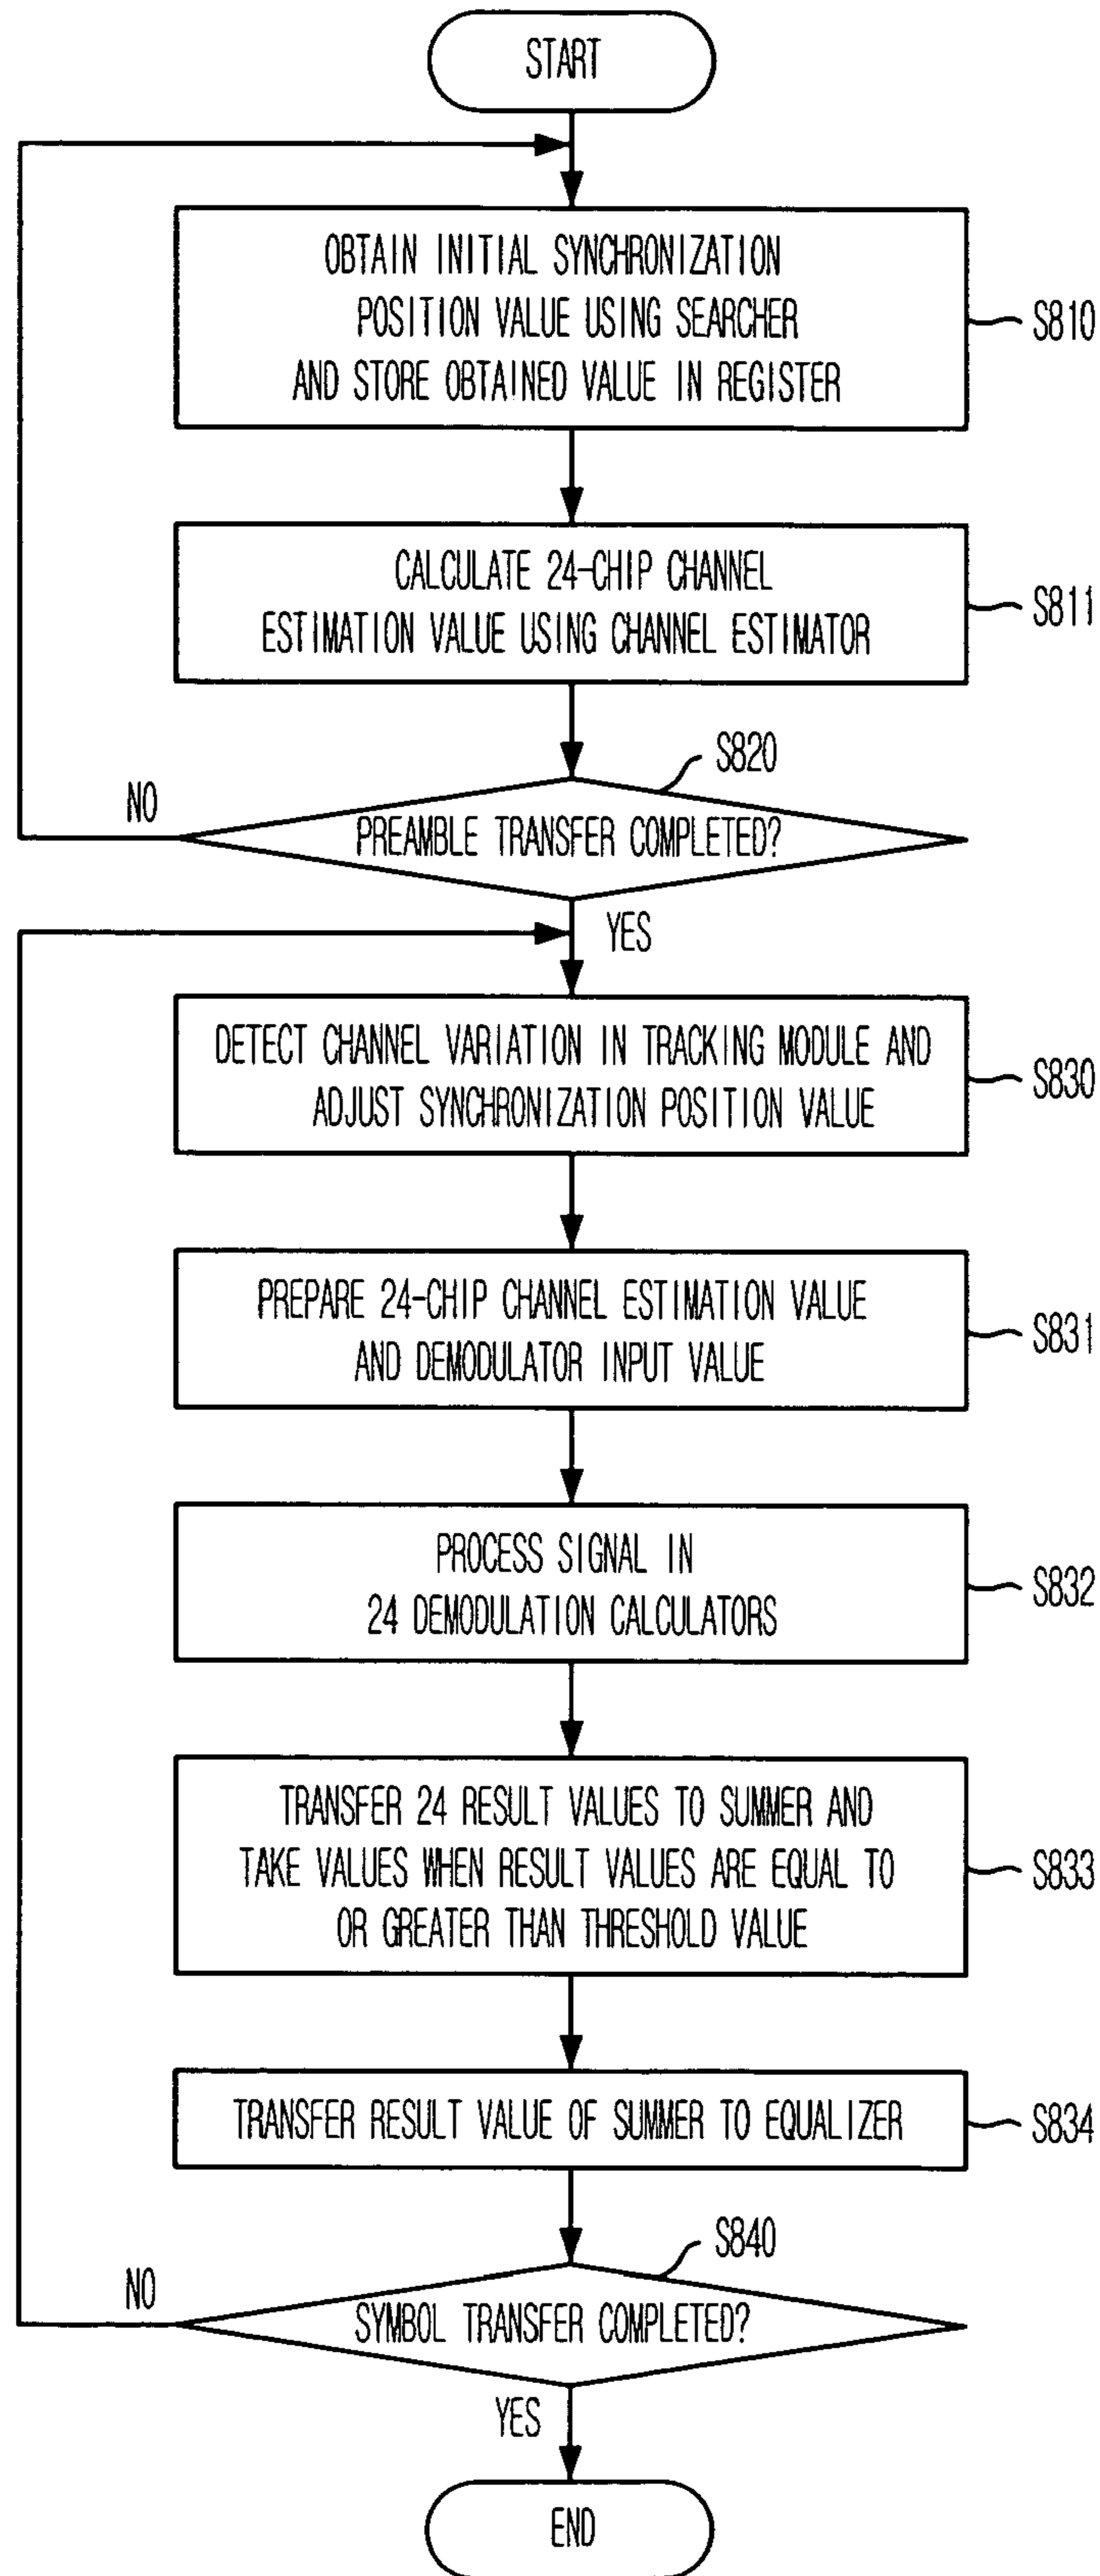 START
OBTAIN INITIAL SYNCHRONIZATION
POSITION VALUE USING SEARCHER
AND STORE OBTAINED VALUE IN REGISTER
S810
CALCULATE 24-CHIP CHANNEL
ESTIMATION VALUE USING CHANNEL ESTIMATOR
S811
S820
NO
PREAMBLE TRANSFER COMPLETED?
YES
DETECT CHANNEL VARIATION IN TRACKING MODULE AND
ADJUST SYNCHRONIZATION POSITION VALUE
S830
PREPARE 24-CHIP CHANNEL ESTIMATION VALUE
AND DEMODULATOR INPUT VALUE
S831
PROCESS SIGNAL IN
24 DEMODULATION CALCULATORS
S832
TRANSFER 24 RESULT VALUES TO SUMMER AND
TAKE VALUES WHEN RESULT VALUES ARE EQUAL TO
OR GREATER THAN THRESHOLD VALUE
S833
TRANSFER RESULT VALUE OF SUMMER TO EQUALIZER
S834
S840
NO
SYMBOL TRANSFER COMPLETED?
YES
END